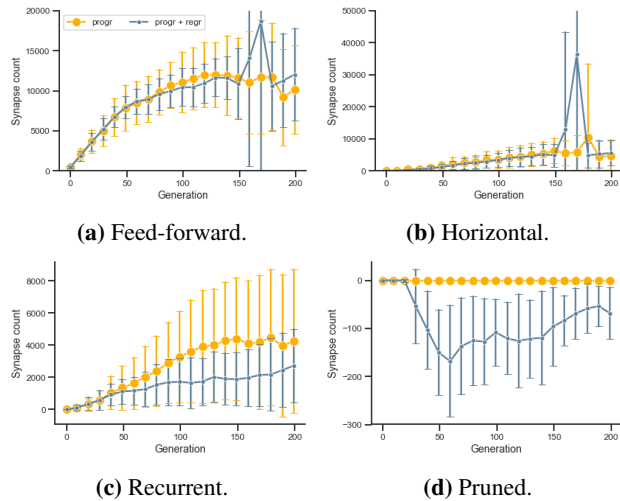 progr
progr + regr
20000
15000
10000
5000
0
Synapse count
0 50 100 150 200
Generation
(a) Feed-forward.
50000
40000
30000
20000
10000
0
Synapse count
0 50 100 150 200
Generation
(b) Horizontal.
8000
6000
4000
2000
0
Synapse count
0 50 100 150 200
Generation
(c) Recurrent.
0
−100
−200
−300
Synapse count
0 50 100 150 200
Generation
(d) Pruned.